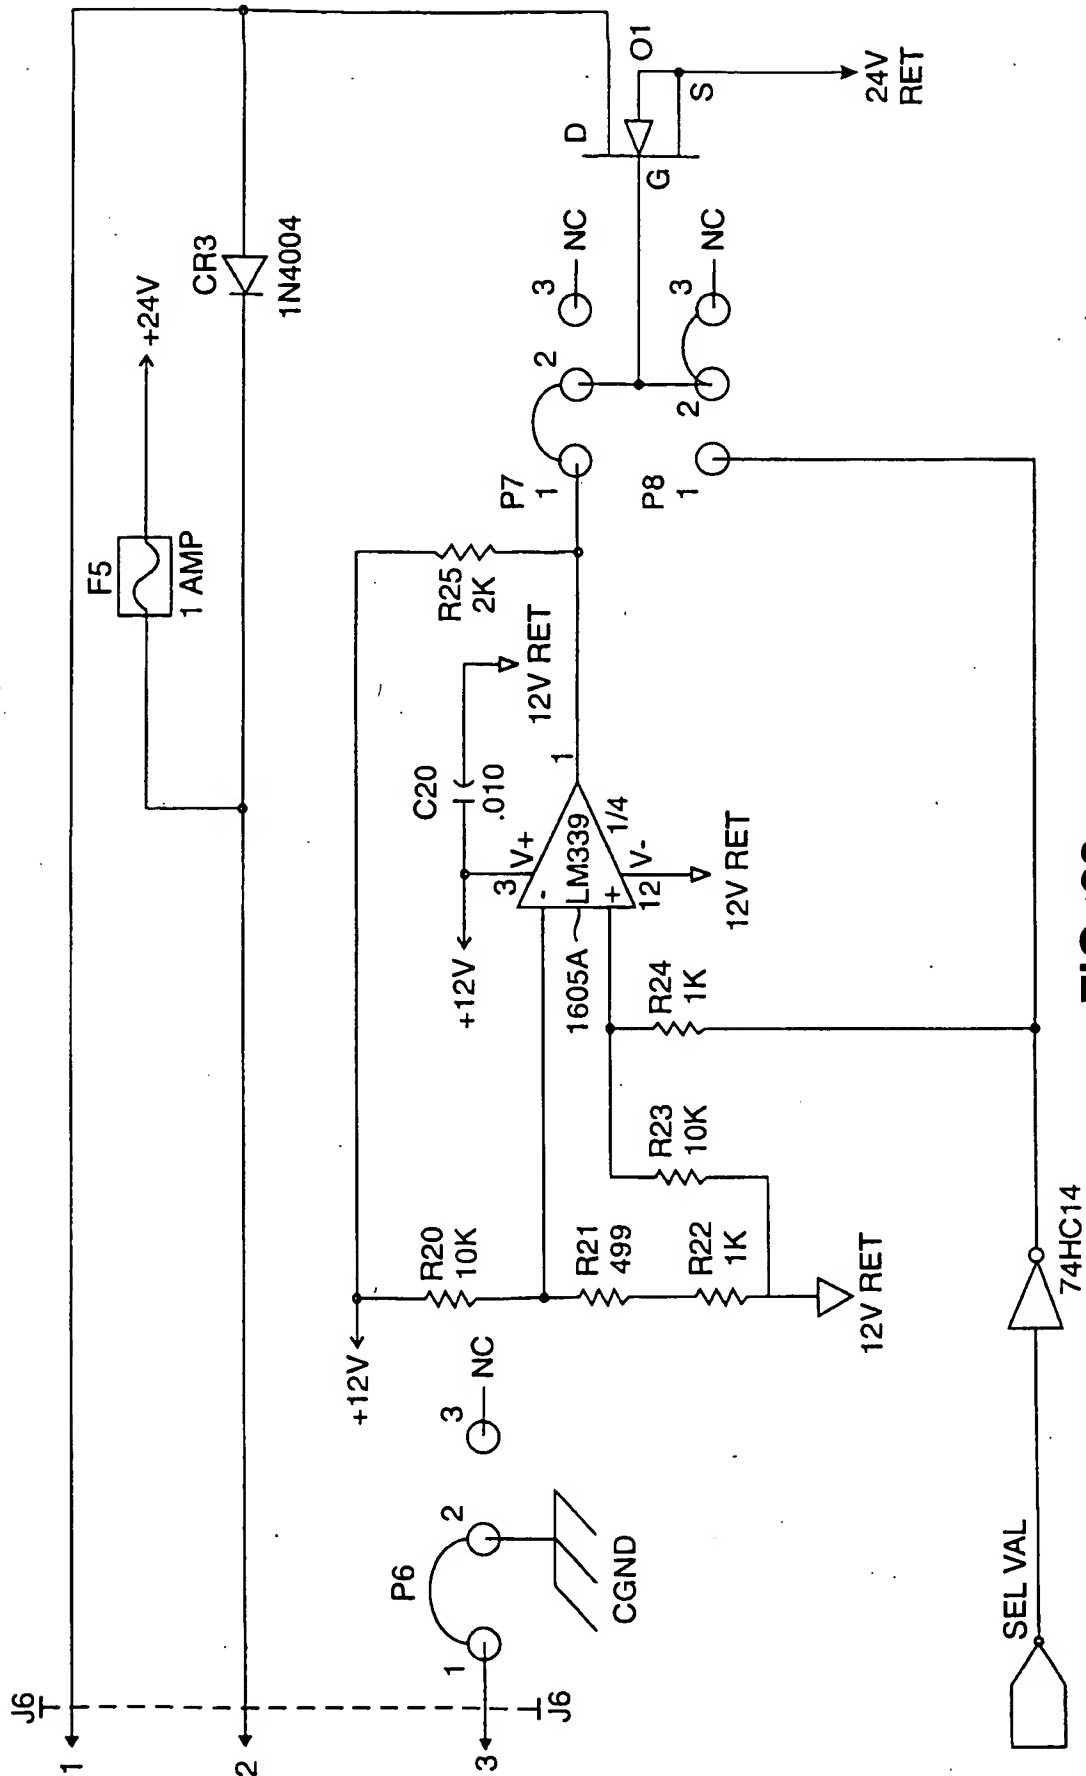 J6
1
2
3
J6
F5
1 AMP
+24V
CR3
1N4004
P6
1
2
3
NC
CGND
+12V
R20
10K
R21
499
R22
1K
12V RET
R23
10K
R24
1K
+12V
C20
.010
12V RET
3
V+
-
LM339
+
1/4
1
12
V-
12V RET
1605A
R25
2K
P7
1
2
3
NC
P8
1
2
3
NC
D
G
S
O1
24V
RET
SEL VAL
74HC14
FIG.